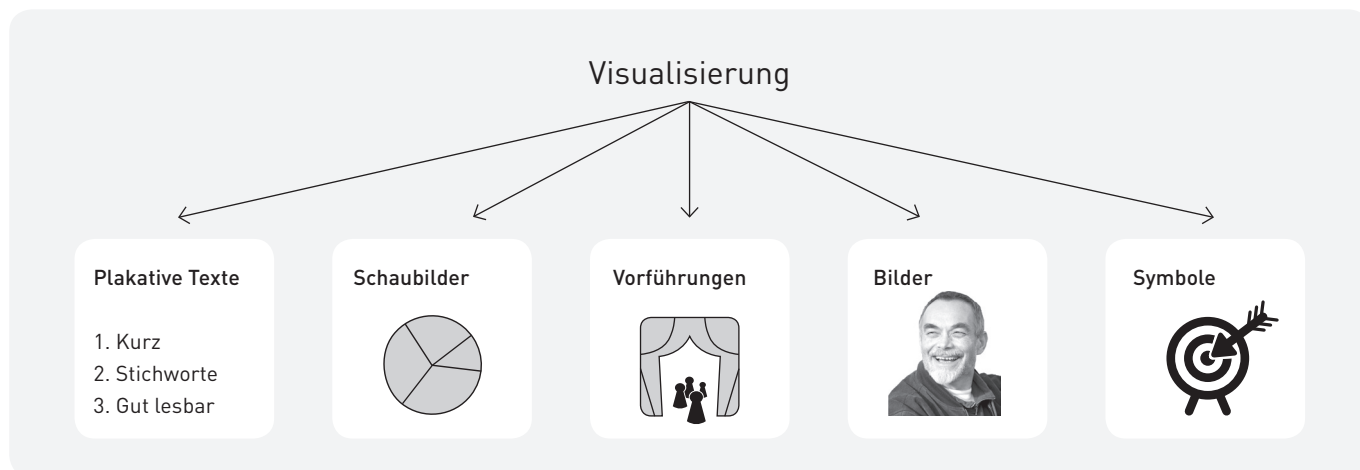 Visualisierung
Plakative Texte
1. Kurz
2. Stichworte
3. Gut lesbar
Schaubilder
Vorführungen
Bilder
Symbole